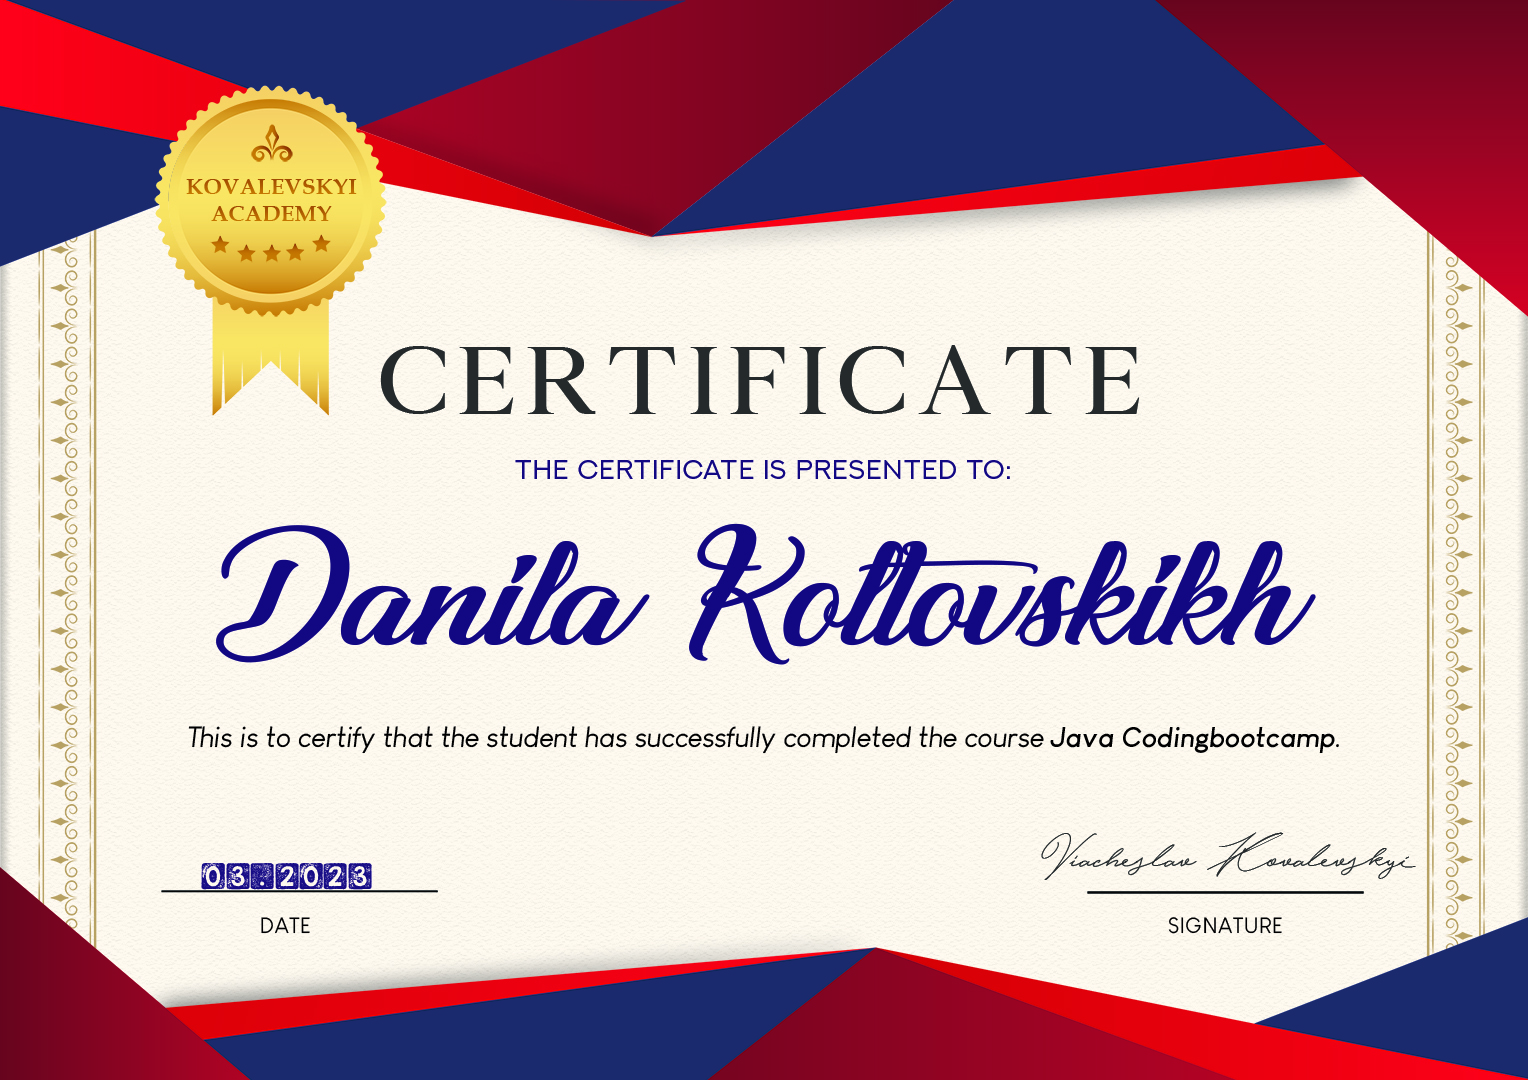 KOVALEVSKYI
ACADEMY
CERTIFICATE
THE CERTIFICATE IS PRESENTED TO:
Danila Koltovskikh
This is to certify that the student has successfully completed the course Java Codingbootcamp.
03.2023
Viacheslav Kovalevskyi
DATE
SIGNATURE